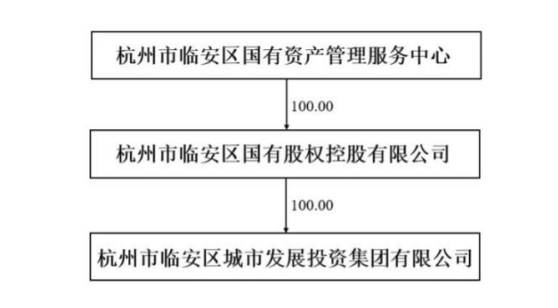 杭州市临安区国有资产管理服务中心
100.00
杭州市临安区国有股权控股有限公司
100.00
杭州市临安区城市发展投资集团有限公司